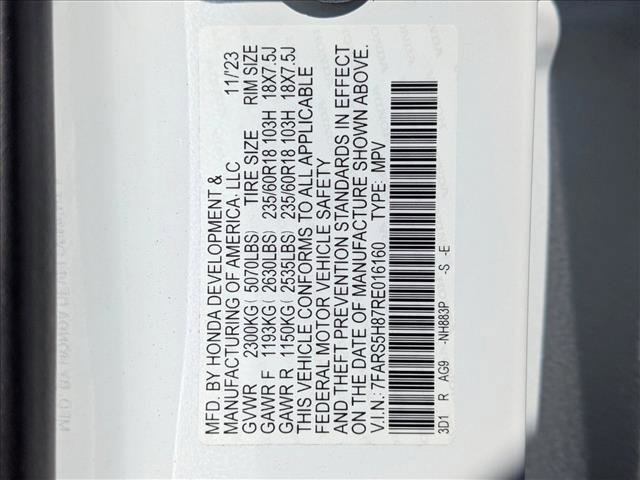 MFD. BY HONDA DEVELOPMENT &
MANUFACTURING OF AMERICA, LLC 11/'23
GVWR 2300KG( 5070LBS) TIRE SIZE RIM SIZE
GAWR F 1193KG( 2630LBS) 235/60R18 103H 18X7.5J
GAWR R 1150KG( 2535LBS) 235/60R18 103H 18X7.5J
THIS VEHICLE CONFORMS TO ALL APPLICABLE
FEDERAL MOTOR VEHICLE SAFETY
AND THEFT PREVENTION STANDARDS IN EFFECT
ON THE DATE OF MANUFACTURE SHOWN ABOVE.
V.I.N.: 7FARS5H87RE016160 TYPE: MPV
3D1 R AG9 -NH883P -S -E